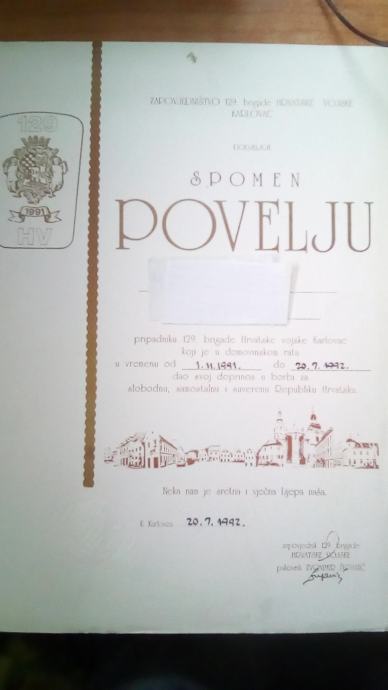 129
1991
HV
ZAPOVJEDNIŠTVO 129. brigade HRVATSKE VOJSKE
KARLOVAC
SPOMEN
POVELJU
pripadniku 129. brigade Hrvatske vojske Karlovac
koji je u domovinskom ratu
u vremenu od 1.11.1991. do 20.7.1992.
dao svoj doprinos u borbi za
slobodnu, samostalnu i suverenu Republiku Hrvatsku.
Neka nam je sretna i vječna Lijepa naša.
U Karlovcu 20.7.1992.
zapovjednik 129. brigade
HRVATSKE VOJSKE
pukovnik